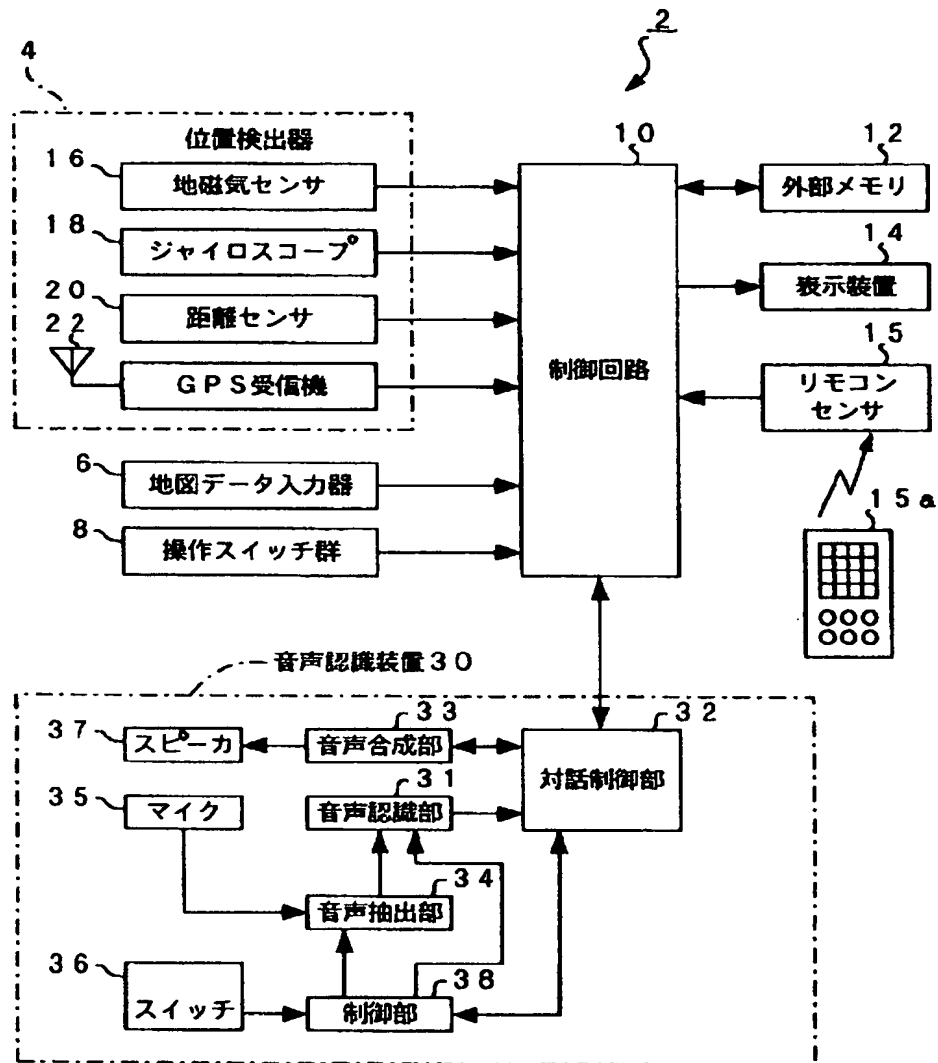 2
4
位置検出器
16
地磁気センサ
18
ジャイロスコープ
20
距離センサ
22
GPS受信機
6
地図データ入力器
8
操作スイッチ群
10
制御回路
12
外部メモリ
14
表示装置
15
リモコン
センサ
15a
音声認識装置30
37
スピーカ
33
音声合成部
32
対話制御部
35
マイク
31
音声認識部
34
音声抽出部
36
スイッチ
38
制御部